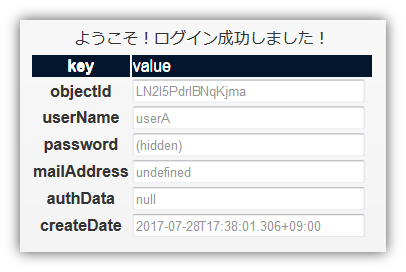 ようこそ！ログイン成功しました！
key value
objectId LN2I5PdrlBNqKjma
userName userA
password (hidden)
mailAddress undefined
authData null
createDate 2017-07-28T17:38:01.306+09:00